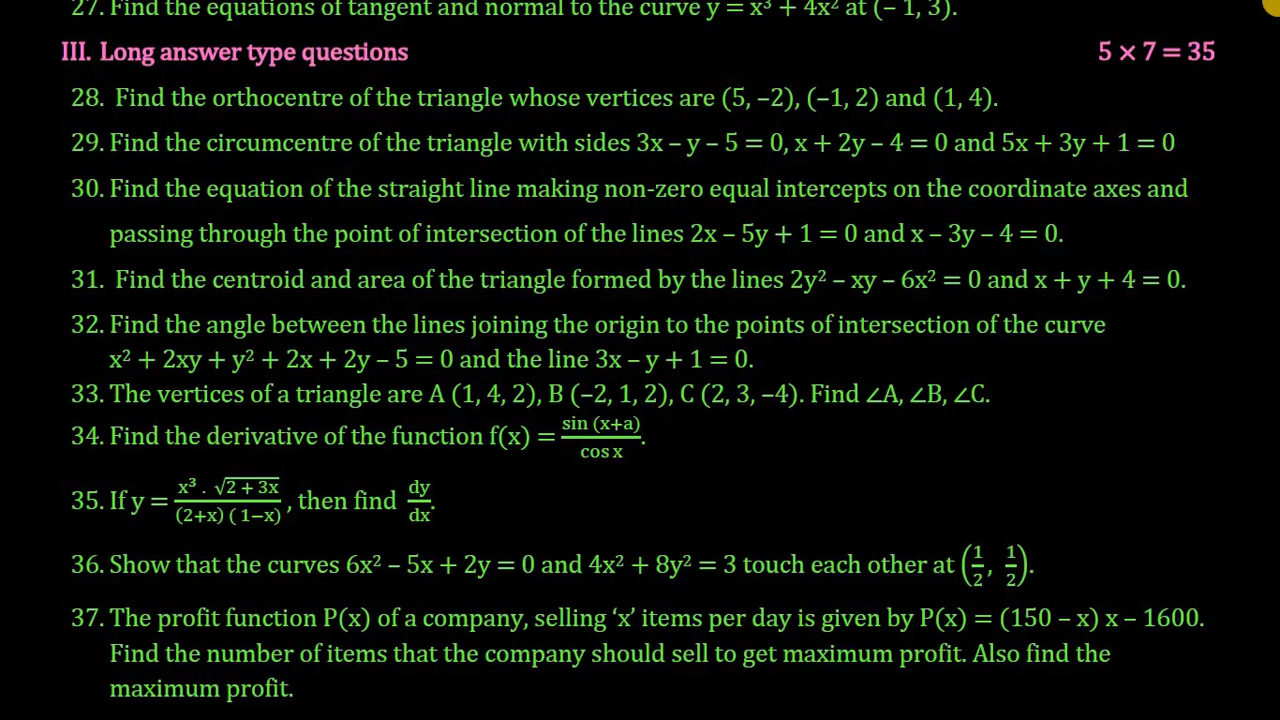 27. Find the equations of tangent and normal to the curve y = x³ + 4x² at (– 1, 3).
III. Long answer type questions 5 × 7 = 35
28. Find the orthocentre of the triangle whose vertices are (5, –2), (–1, 2) and (1, 4).
29. Find the circumcentre of the triangle with sides 3x – y – 5 = 0, x + 2y – 4 = 0 and 5x + 3y + 1 = 0
30. Find the equation of the straight line making non-zero equal intercepts on the coordinate axes and
passing through the point of intersection of the lines 2x – 5y + 1 = 0 and x – 3y – 4 = 0.
31. Find the centroid and area of the triangle formed by the lines 2y² – xy – 6x² = 0 and x + y + 4 = 0.
32. Find the angle between the lines joining the origin to the points of intersection of the curve
x² + 2xy + y² + 2x + 2y – 5 = 0 and the line 3x – y + 1 = 0.
33. The vertices of a triangle are A (1, 4, 2), B (–2, 1, 2), C (2, 3, –4). Find ∠A, ∠B, ∠C.
34. Find the derivative of the function f(x) = sin (x+a) / cos x.
35. If y = x³ . √(2 + 3x) / (2+x) ( 1–x) , then find dy/dx.
36. Show that the curves 6x² – 5x + 2y = 0 and 4x² + 8y² = 3 touch each other at (1/2, 1/2).
37. The profit function P(x) of a company, selling ‘x’ items per day is given by P(x) = (150 – x) x – 1600.
Find the number of items that the company should sell to get maximum profit. Also find the
maximum profit.